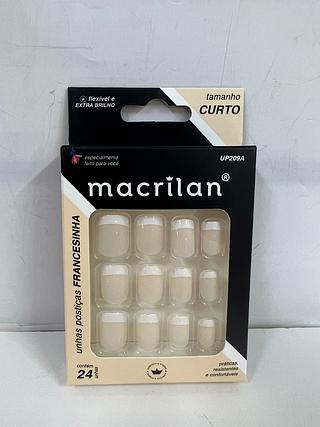 flexível e
EXTRA BRILHO
tamanho
CURTO
especialmente
feito para você
UP209A
macrilan®
unhas postiças FRANCESINHA
contém
24 unhas
práticas,
resistentes
e confortáveis